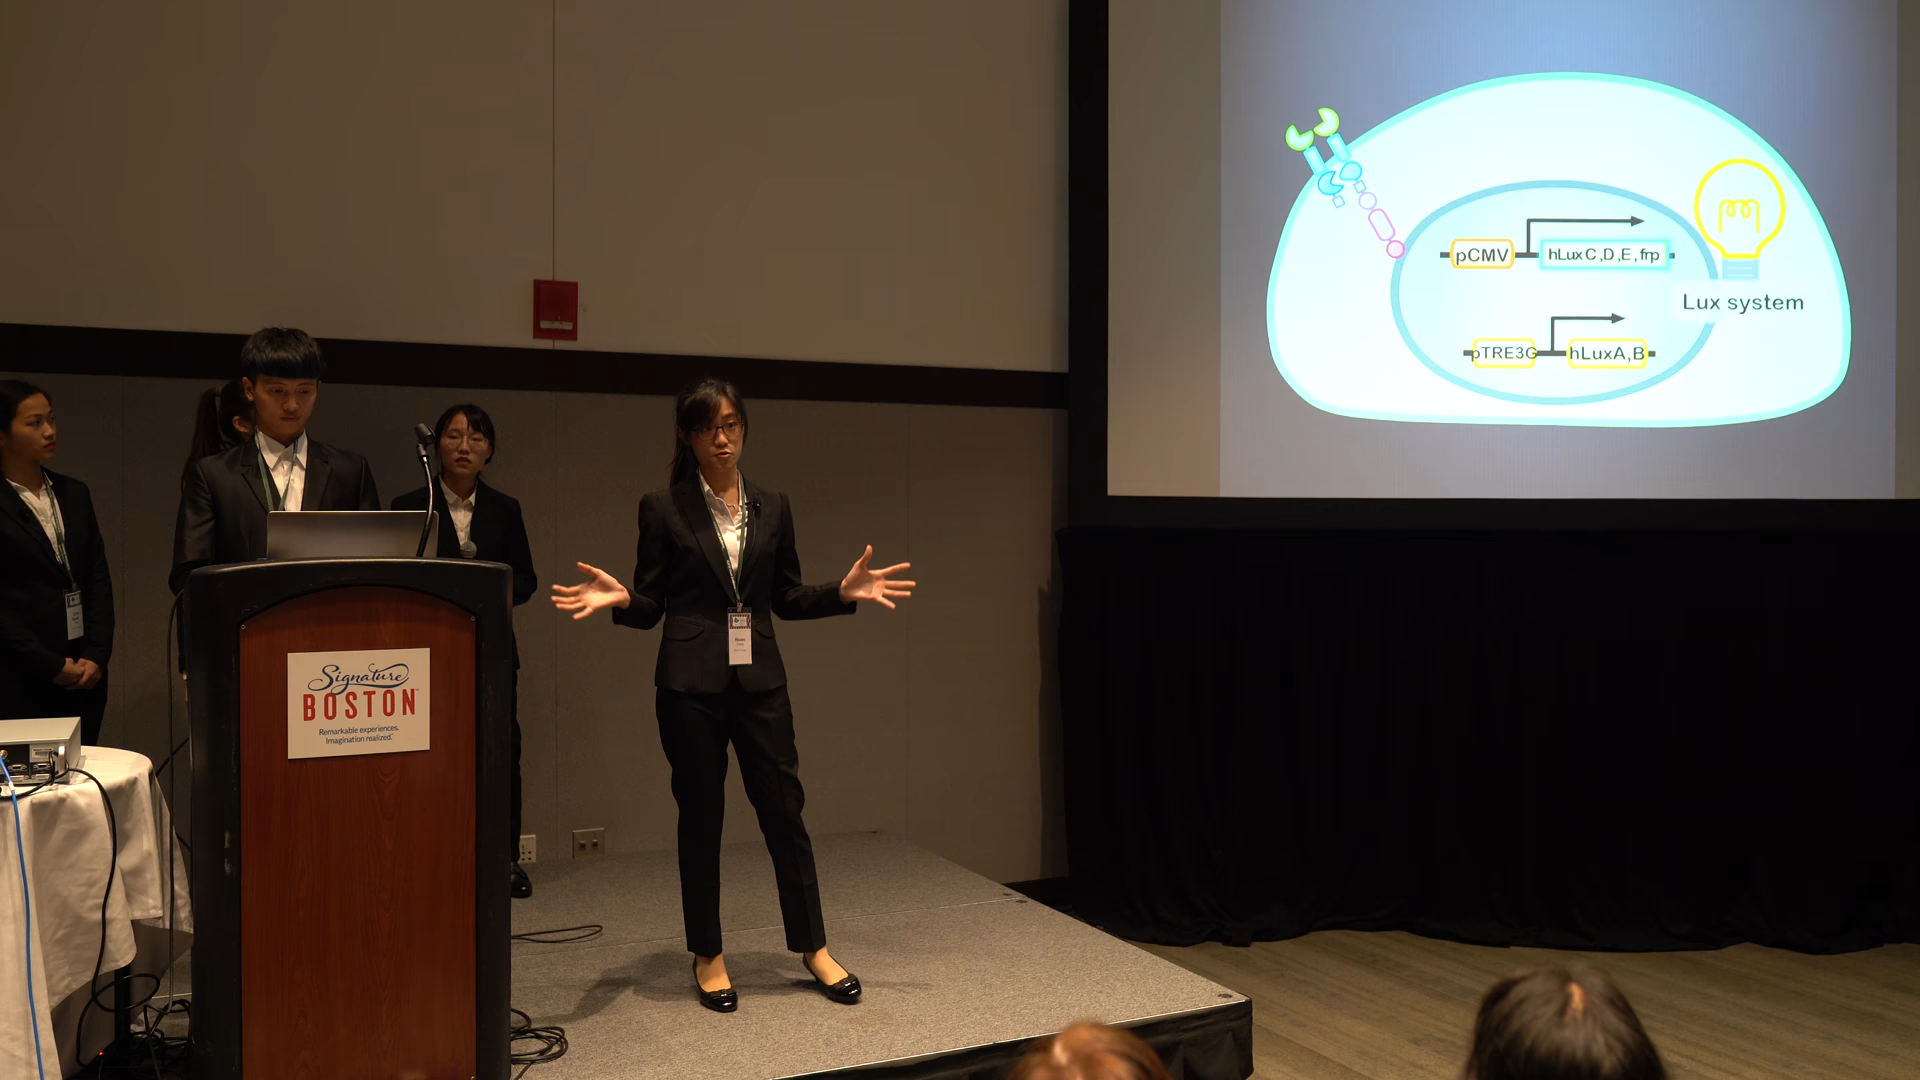 pCMV
hLux C,D,E, frp
Lux system
pTRE3G
hLuxA,B
Signature
BOSTON
Remarkable experiences.
Imagination realized.